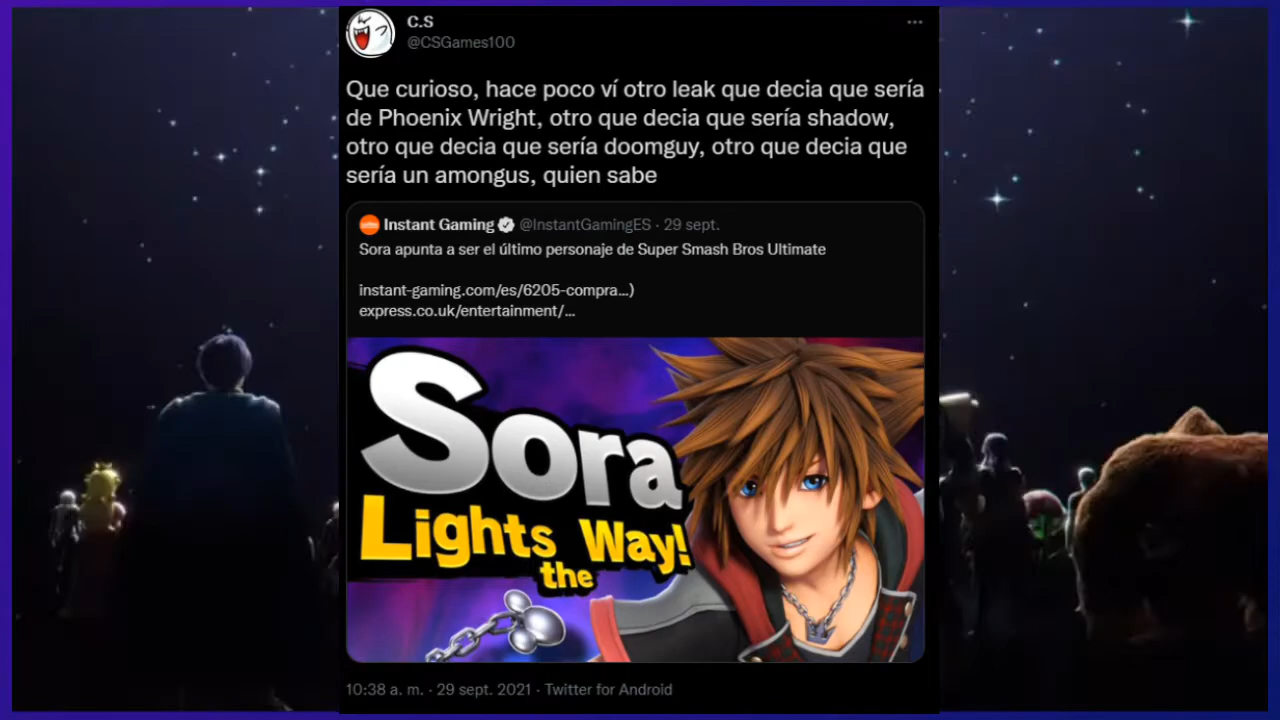 C.S
@CSGames100
Que curioso, hace poco ví otro leak que decia que sería
de Phoenix Wright, otro que decia que sería shadow,
otro que decia que sería doomguy, otro que decia que
sería un amongus, quien sabe
Instant Gaming @InstantGamingES · 29 sept.
Sora apunta a ser el último personaje de Super Smash Bros Ultimate
instant-gaming.com/es/6205-compra...)
express.co.uk/entertainment/...
Sora
Lights
the
Way!
10:38 a. m. · 29 sept. 2021 · Twitter for Android